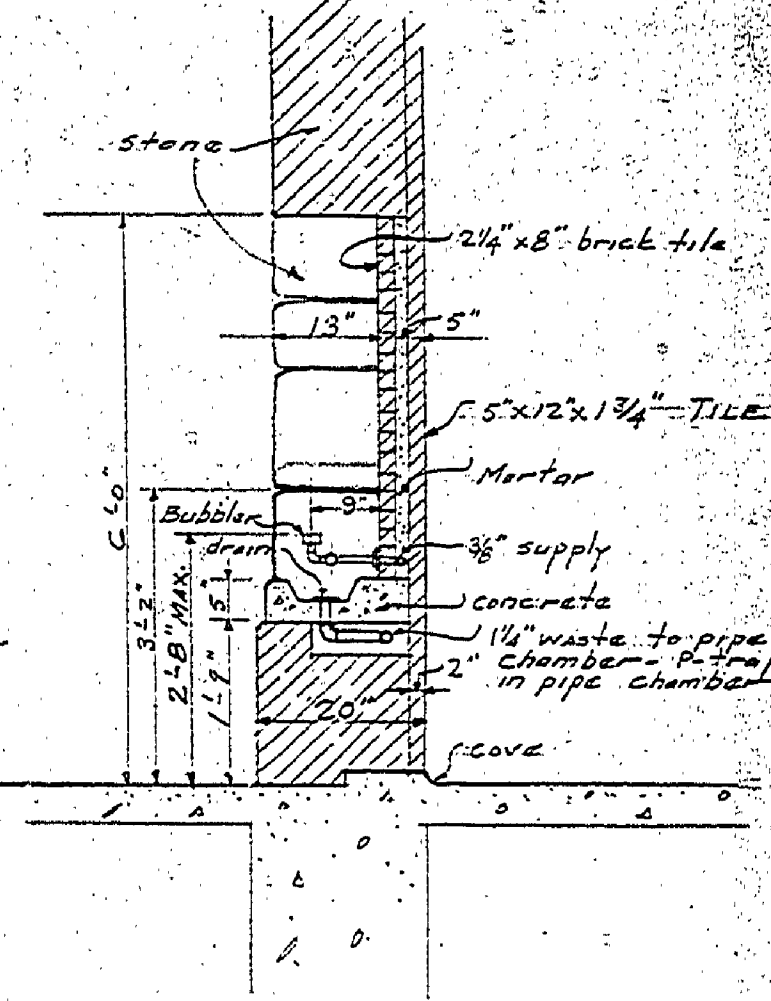 stone
2¼" x 8" brick tile
13"
5"
5" x 12" x 1¾" TILE
Mortar
9"
Bubbler
drain
⅜" supply
concrete
1¼" waste to pipe
chamber - P-trap
in pipe chamber
2"
20"
cove
6'-0"
3'-2"
2'-8" MAX.
5"
1'-9"